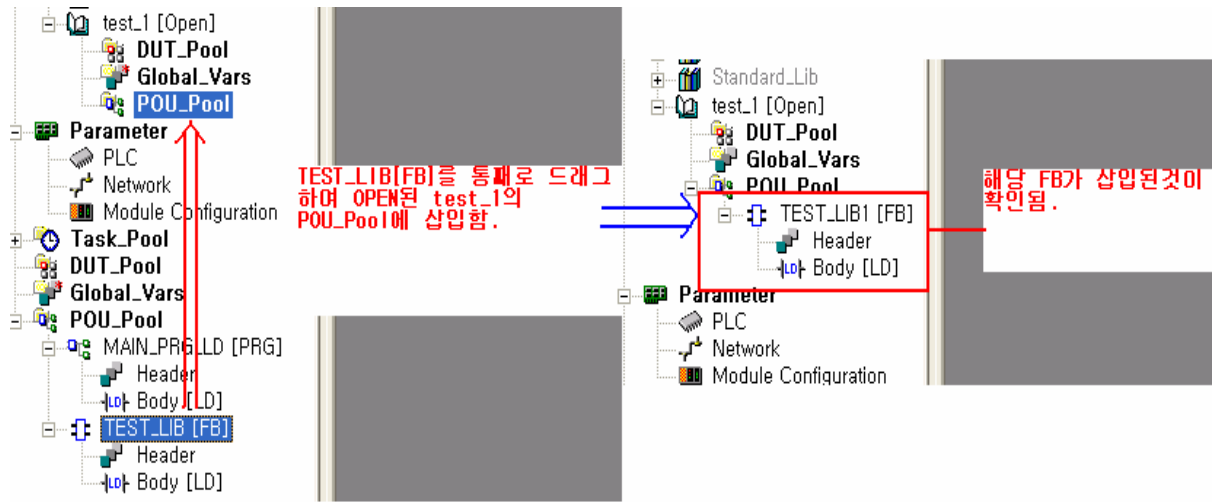 test_1 [Open]
DUT_Pool
Global_Vars
POU_Pool
Parameter
PLC
Network
Module Configuration
Task_Pool
DUT_Pool
Global_Vars
POU_Pool
MAIN_PRG_LD [PRG]
Header
Body [LD]
TEST_LIB [FB]
Header
Body [LD]
TEST_LIB[FB]를 통째로 드래그
하며 OPEN된 test_1의
POU_Pool에 삽입함.
Standard_Lib
test_1 [Open]
DUT_Pool
Global_Vars
POU_Pool
TEST_LIB1 [FB]
Header
Body [LD]
Parameter
PLC
Network
Module Configuration
해당 FB가 삽입된것이
확인됨.